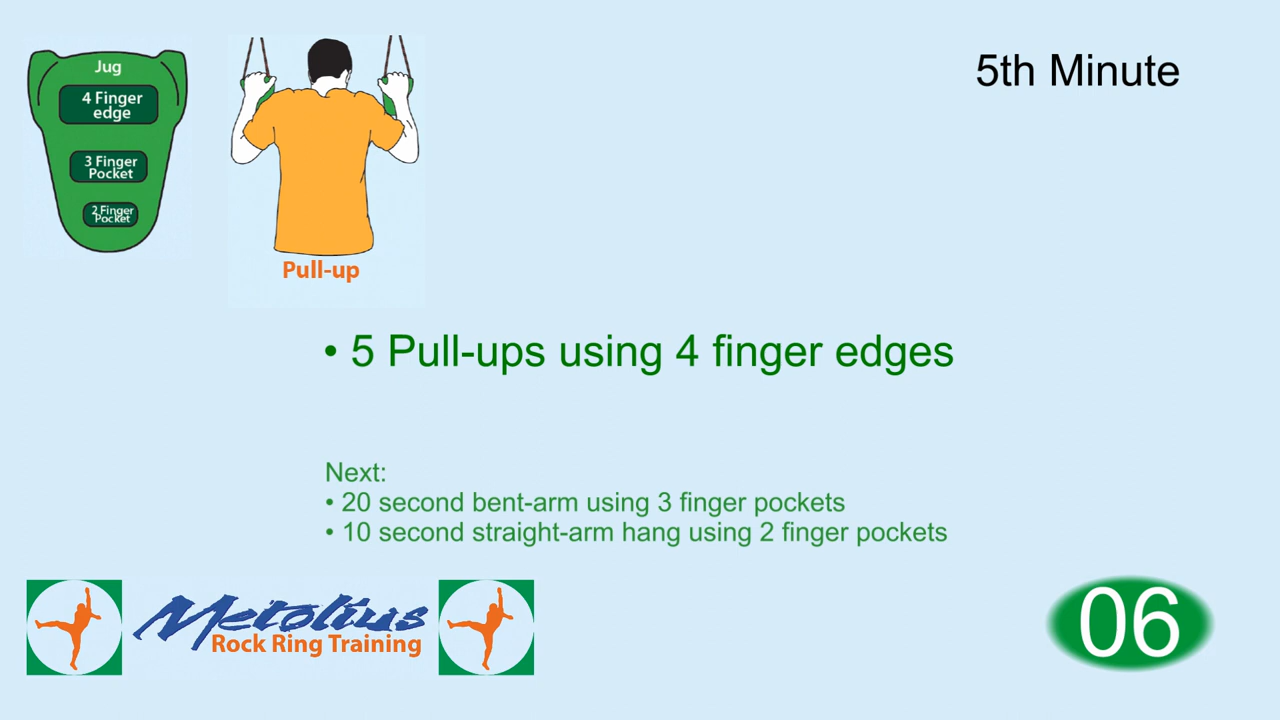 Jug
4 Finger
edge
3 Finger
Pocket
2 Finger
Pocket
Pull-up
5th Minute
• 5 Pull-ups using 4 finger edges
Next:
• 20 second bent-arm using 3 finger pockets
• 10 second straight-arm hang using 2 finger pockets
Metolius
Rock Ring Training
06